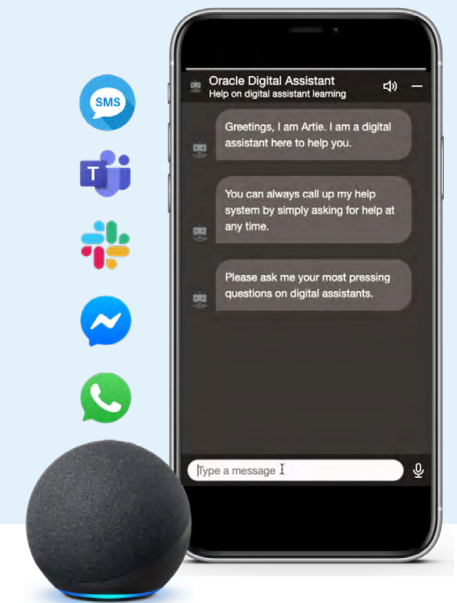 Oracle Digital Assistant
Help on digital assistant learning
Greetings, I am Artie. I am a digital
assistant here to help you.
You can always call up my help
system by simply asking for help at
any time.
Please ask me your most pressing
questions on digital assistants.
Type a message
SMS
T